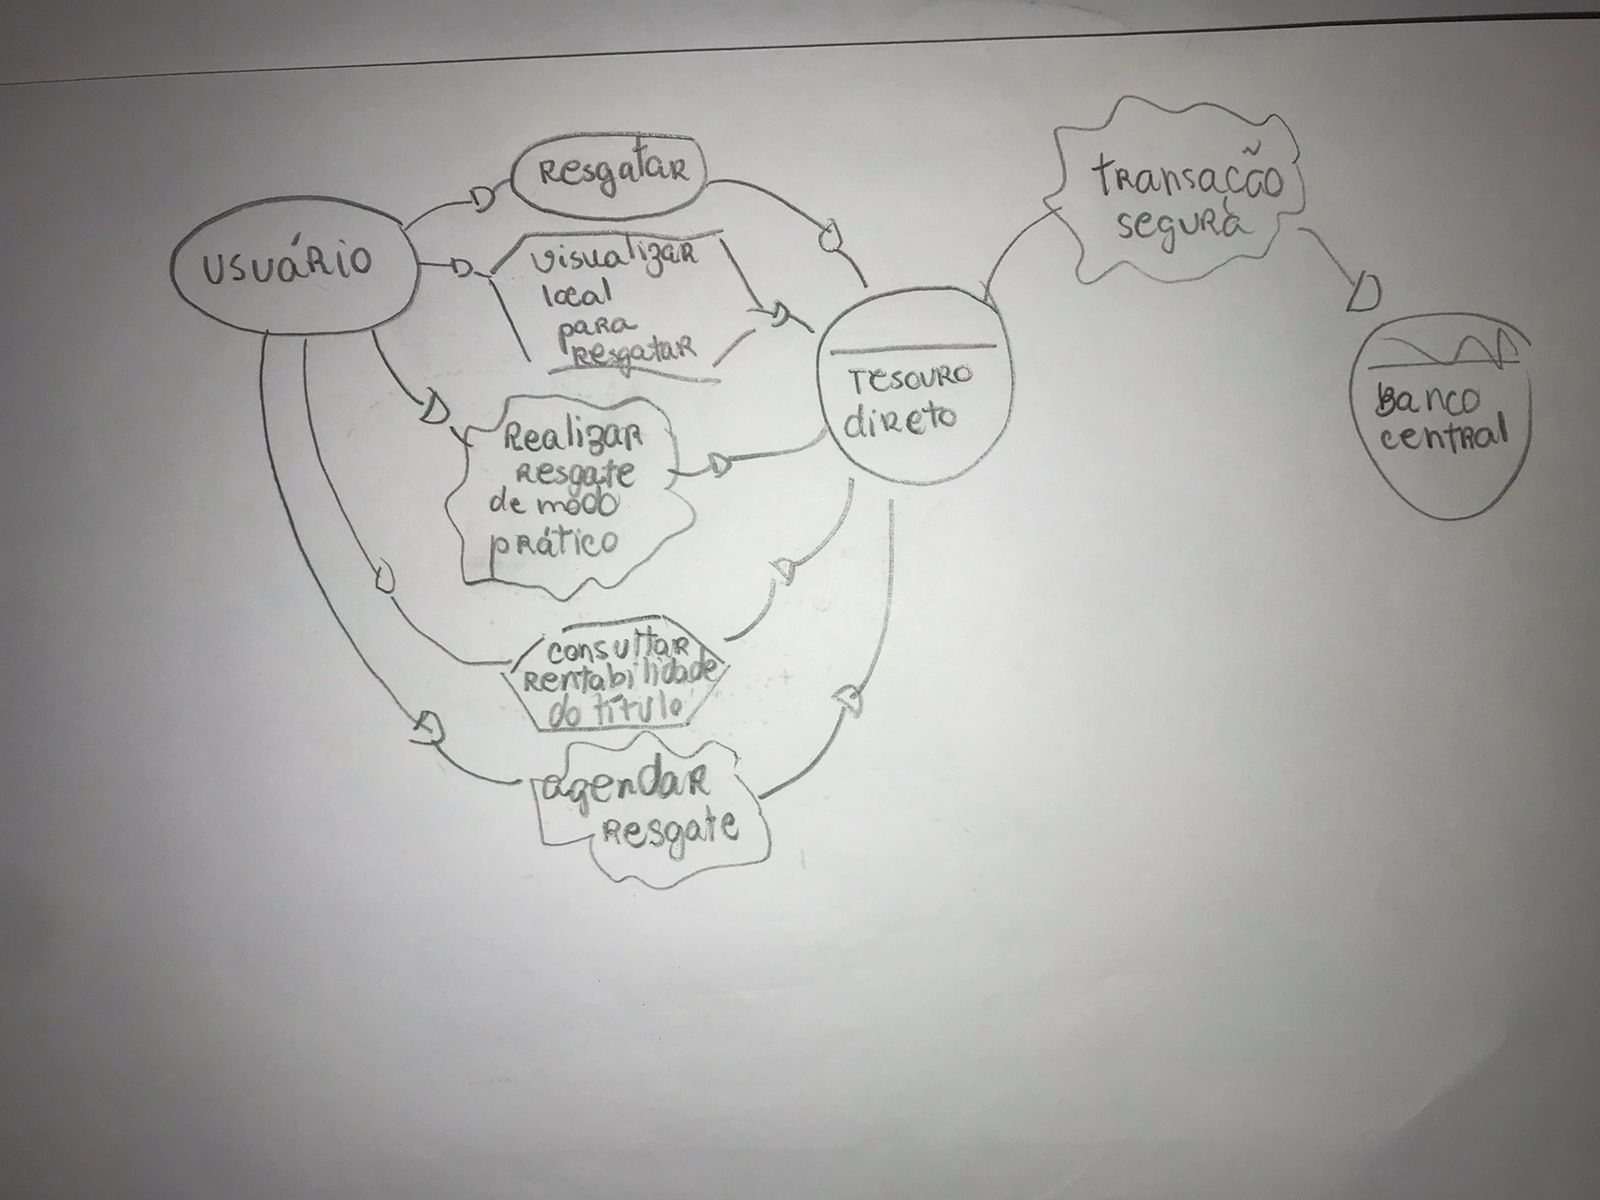 Resgatar
usuário
visualizar
local
para
resgatar
Realizar
resgate
de modo
prático
consultar
rentabilidade
do título
agendar
resgate
Tesouro
direto
transação
segura
Banco
central